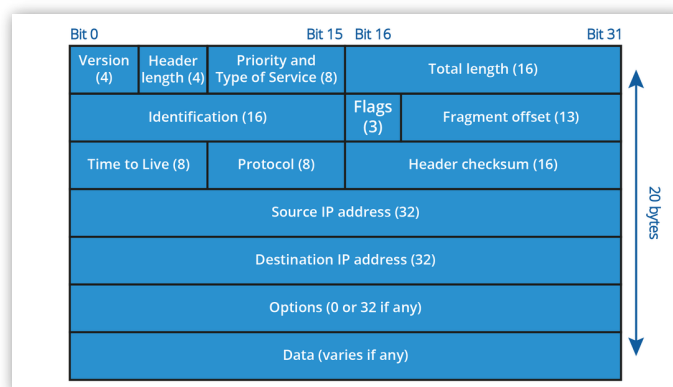 Bit 0 Bit 15 Bit 16 Bit 31
Version Header Priority and Total length (16)
(4) length (4) Type of Service (8)
Identification (16) Flags Fragment offset (13)
(3)
Time to Live (8) Protocol (8) Header checksum (16)
Source IP address (32)
Destination IP address (32)
Options (0 or 32 if any)
Data (varies if any)
20 bytes